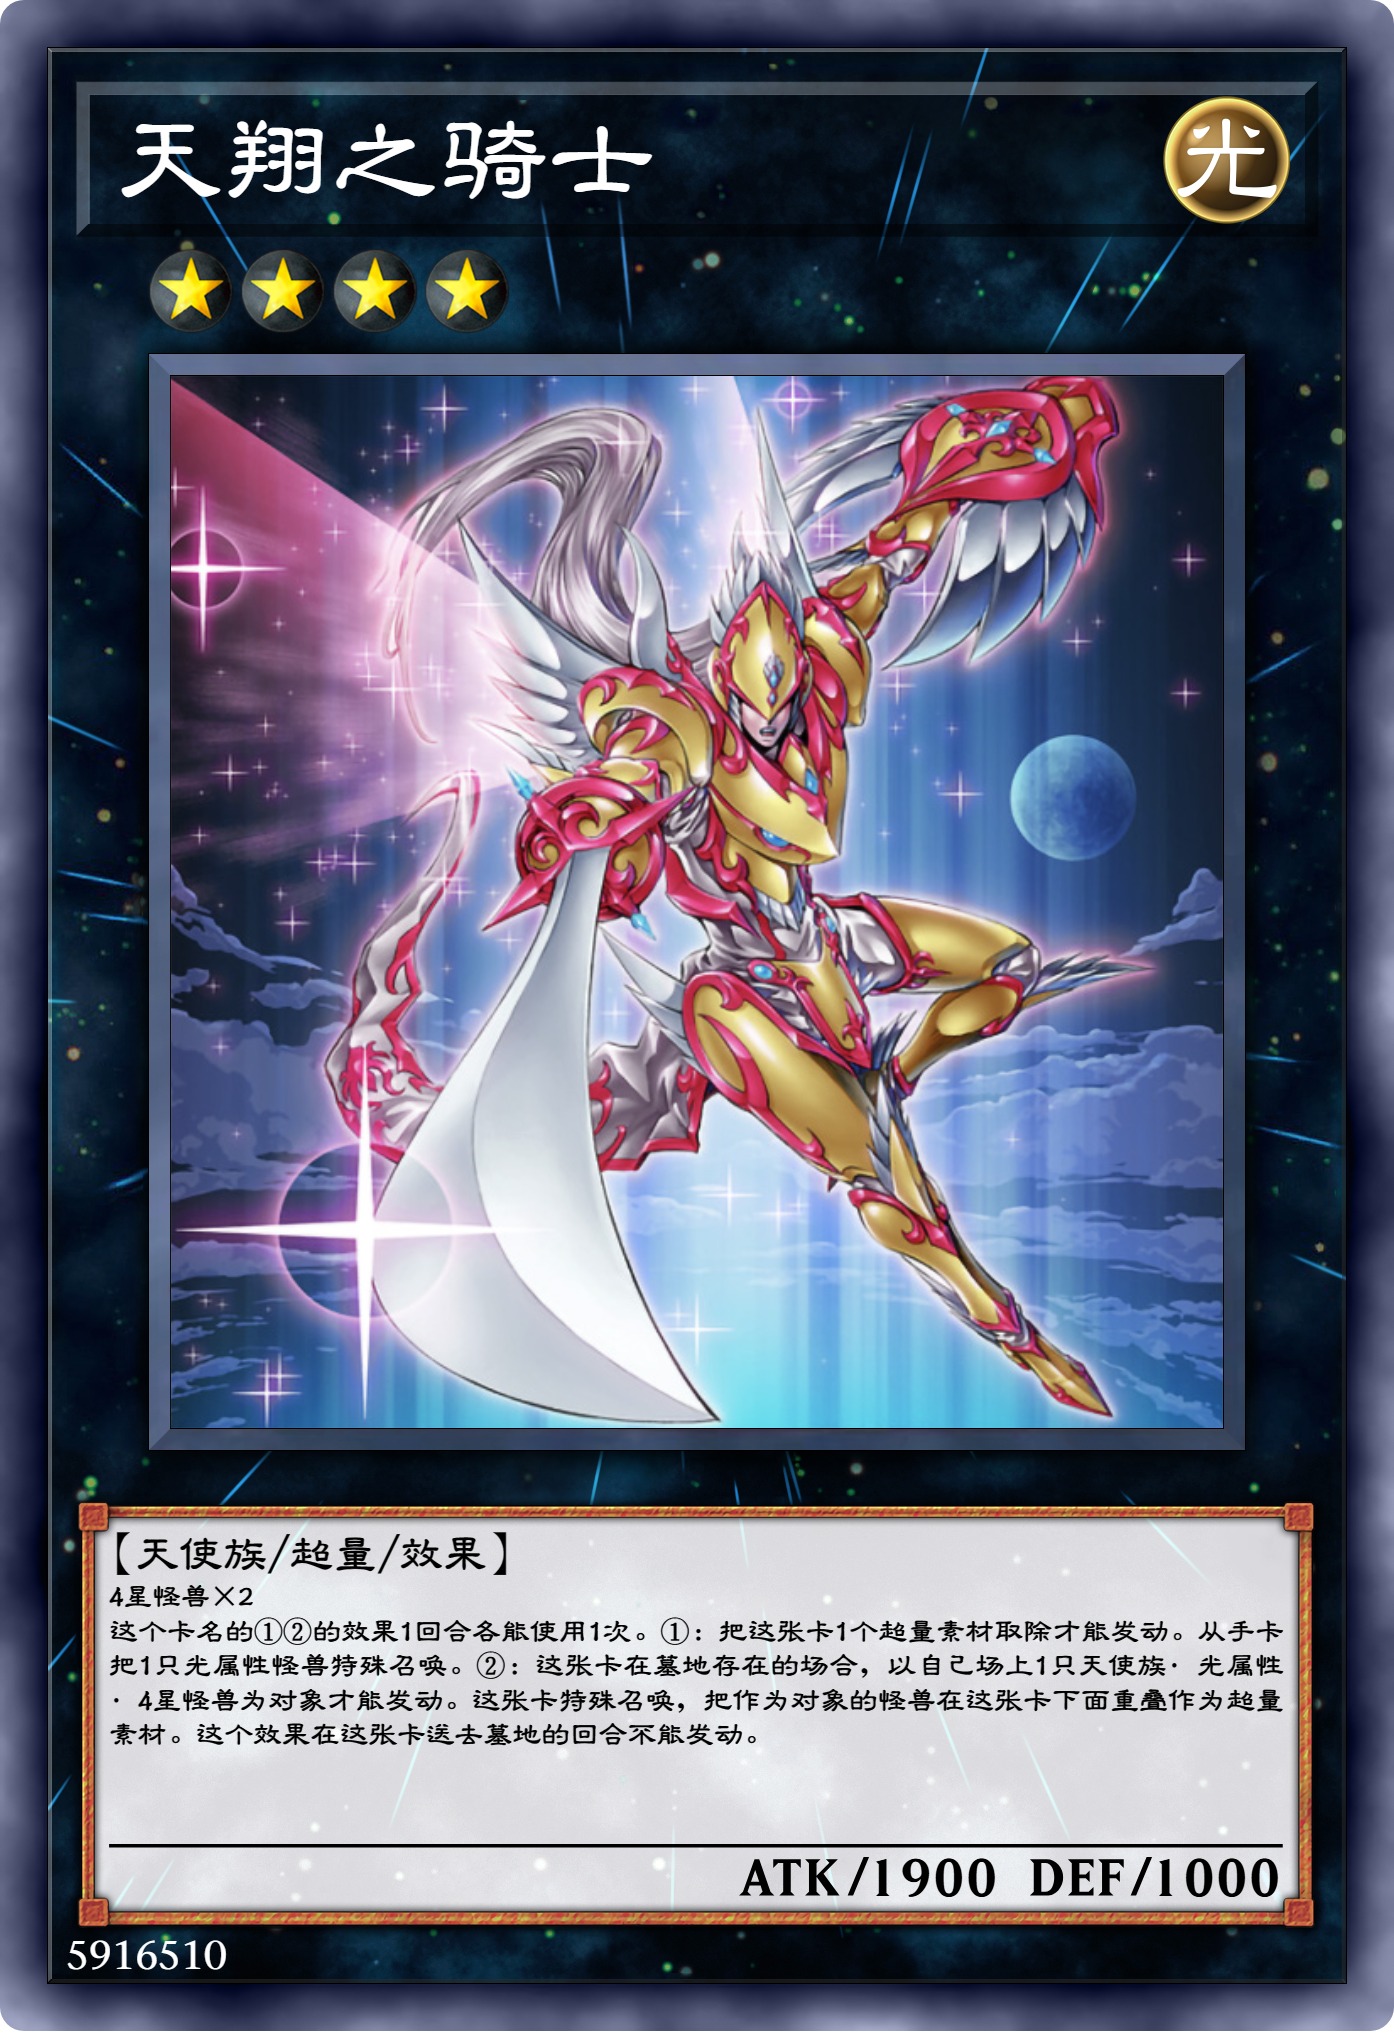 天翔之骑士
光
【天使族/超量/效果】
4星怪兽×2
这个卡名的①②的效果1回合各能使用1次。①：把这张卡1个超量素材取除才能发动。从手卡
把1只光属性怪兽特殊召唤。②：这张卡在墓地存在的场合，以自己场上1只天使族·光属性
·4星怪兽为对象才能发动。这张卡特殊召唤，把作为对象的怪兽在这张卡下面重叠作为超量
素材。这个效果在这张卡送去墓地的回合不能发动。
ATK/1900 DEF/1000
5916510